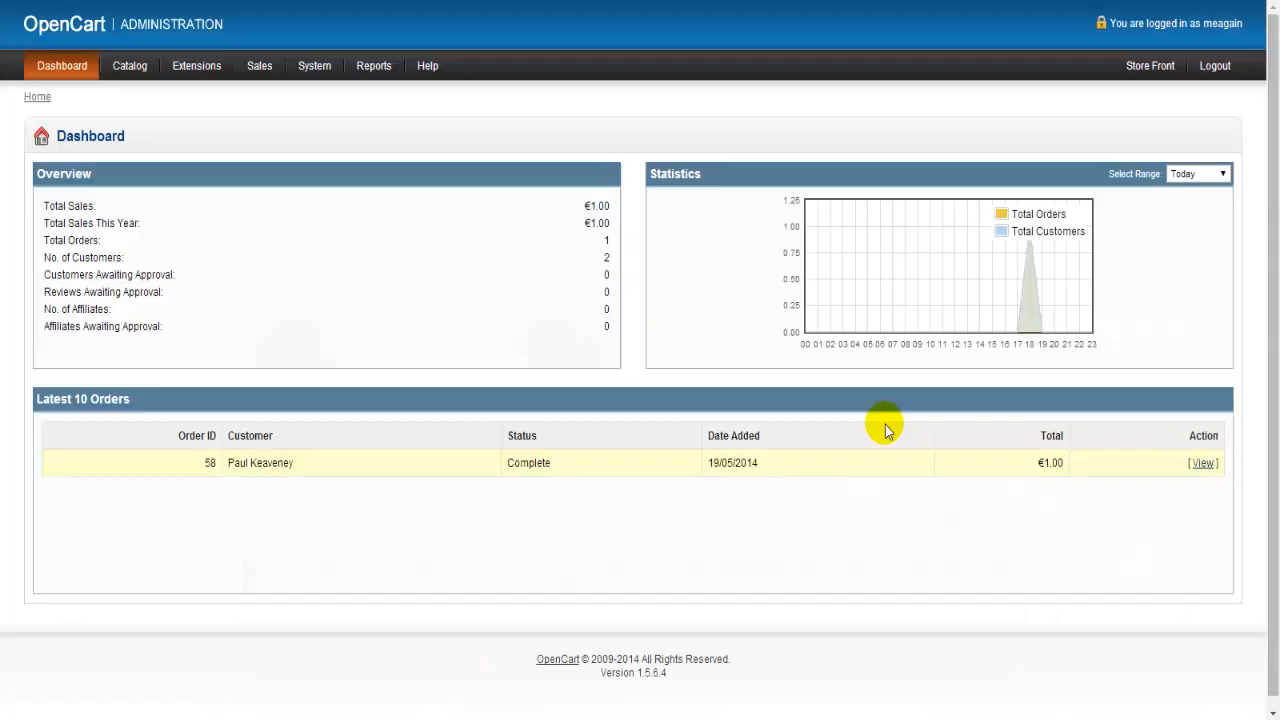 OpenCart | ADMINISTRATION You are logged in as meagain
Dashboard Catalog Extensions Sales System Reports Help Store Front Logout
Home
Dashboard
Overview
Total Sales: €1.00
Total Sales This Year: €1.00
Total Orders: 1
No. of Customers: 2
Customers Awaiting Approval: 0
Reviews Awaiting Approval: 0
No. of Affiliates: 0
Affiliates Awaiting Approval: 0
Statistics Select Range: Today
1.25
1.00
0.75
0.50
0.25
0.00
Total Orders
Total Customers
00 01 02 03 04 05 06 07 08 09 10 11 12 13 14 15 16 17 18 19 20 21 22 23
Latest 10 Orders
Order ID Customer Status Date Added Total Action
58 Paul Keaveney Complete 19/05/2014 €1.00 [ View ]
OpenCart © 2009-2014 All Rights Reserved.
Version 1.5.6.4